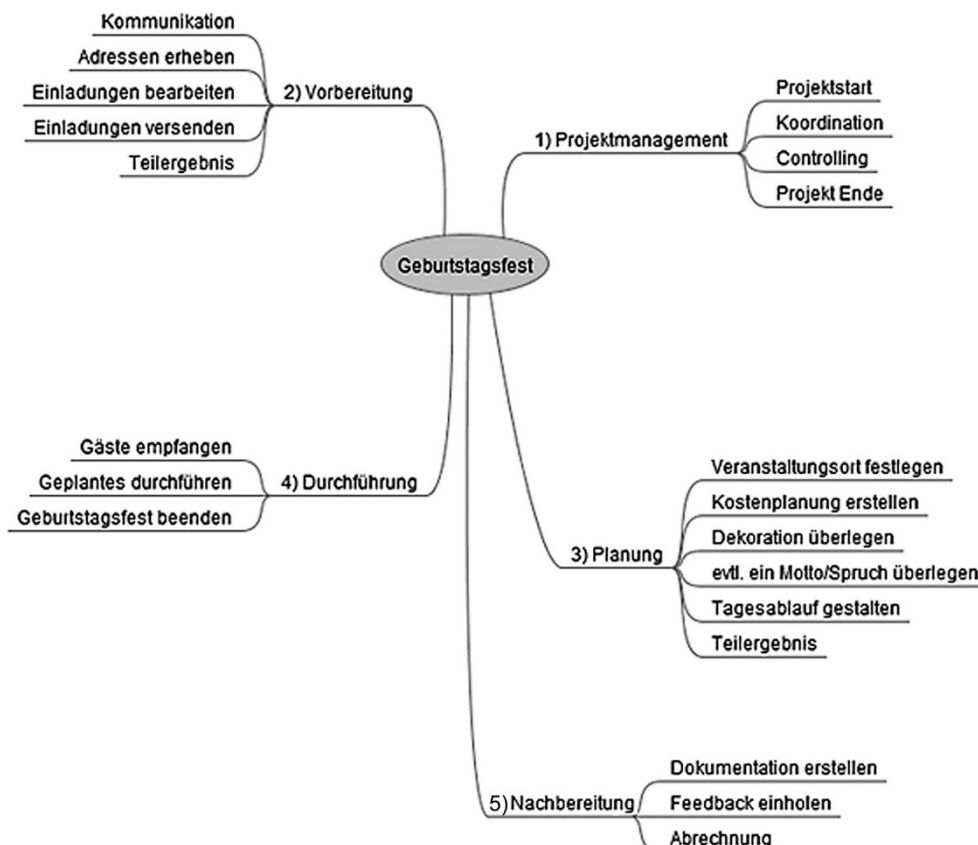 Geburtstagsfest
1) Projektmanagement
Projektstart
Koordination
Controlling
Projekt Ende
2) Vorbereitung
Kommunikation
Adressen erheben
Einladungen bearbeiten
Einladungen versenden
Teilergebnis
3) Planung
Veranstaltungsort festlegen
Kostenplanung erstellen
Dekoration überlegen
evtl. ein Motto/Spruch überlegen
Tagesablauf gestalten
Teilergebnis
4) Durchführung
Gäste empfangen
Geplantes durchführen
Geburtstagsfest beenden
5) Nachbereitung
Dokumentation erstellen
Feedback einholen
Abrechnung